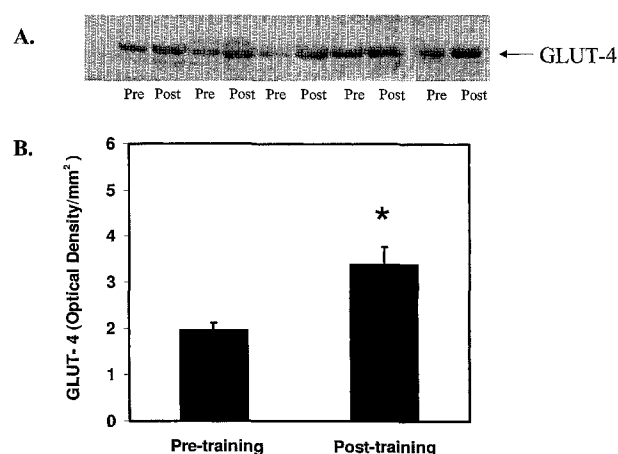 A.
GLUT-4
Pre Post Pre Post Pre Post Pre Post Pre Post
B.
6
5
4
3
2
1
0
GLUT- 4 (Optical Density/mm²)
*
Pre-training
Post-training